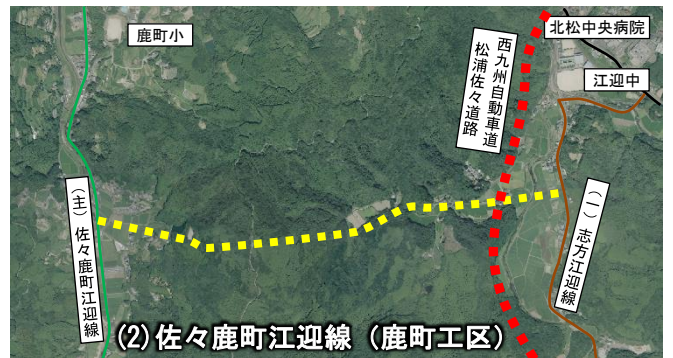 鹿町小
北松中央病院
江迎中
西九州自動車道
松浦佐々道路
(主)佐々鹿町江迎線
(一)志方江迎線
(2)佐々鹿町江迎線(鹿町工区)